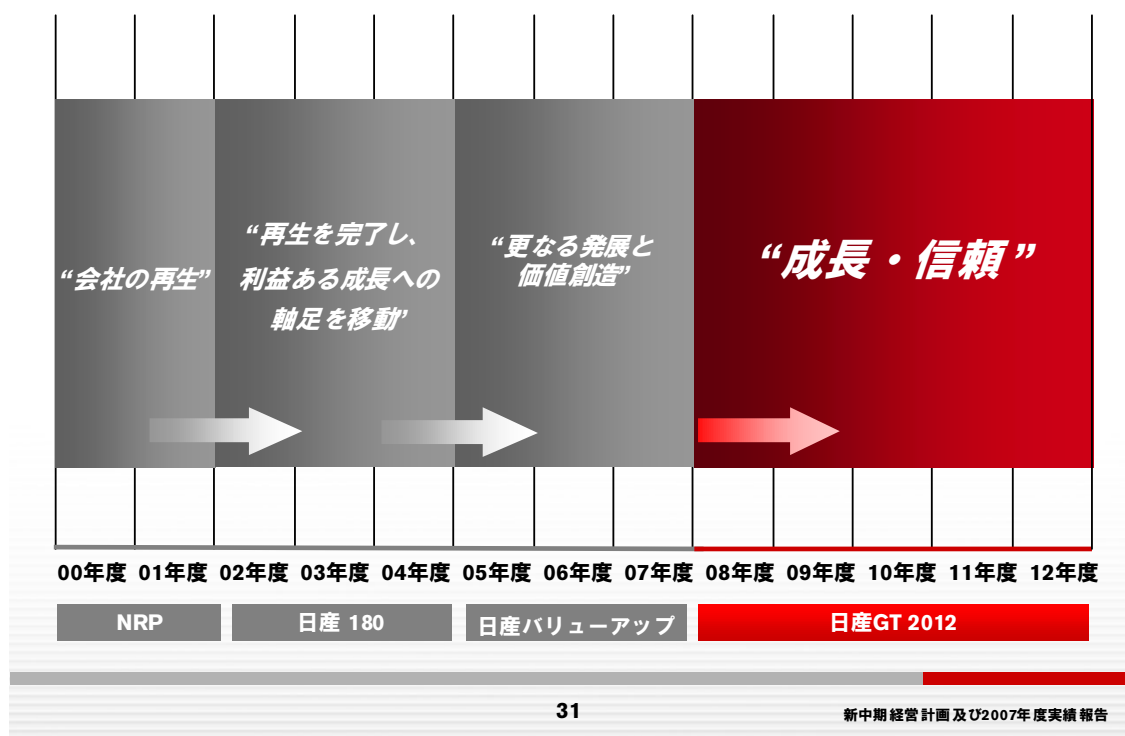 “会社の再生”
“再生を完了し、
利益ある成長への
軸足を移動”
“更なる発展と
価値創造”
“成長・信頼”
00年度 01年度 02年度 03年度 04年度 05年度 06年度 07年度 08年度 09年度 10年度 11年度 12年度
NRP 日産 180 日産バリューアップ 日産GT 2012
31
新中期経営計画及び2007年度実績報告